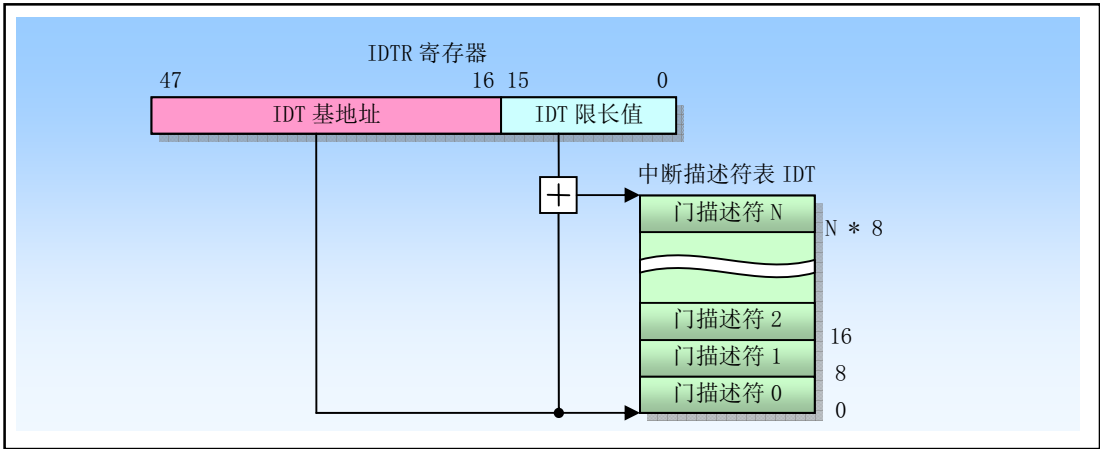 IDTR 寄存器
47 16 15 0
IDT 基地址 IDT 限长值
中断描述符表 IDT
门描述符 N
N * 8
门描述符 2
16
门描述符 1
8
门描述符 0
0